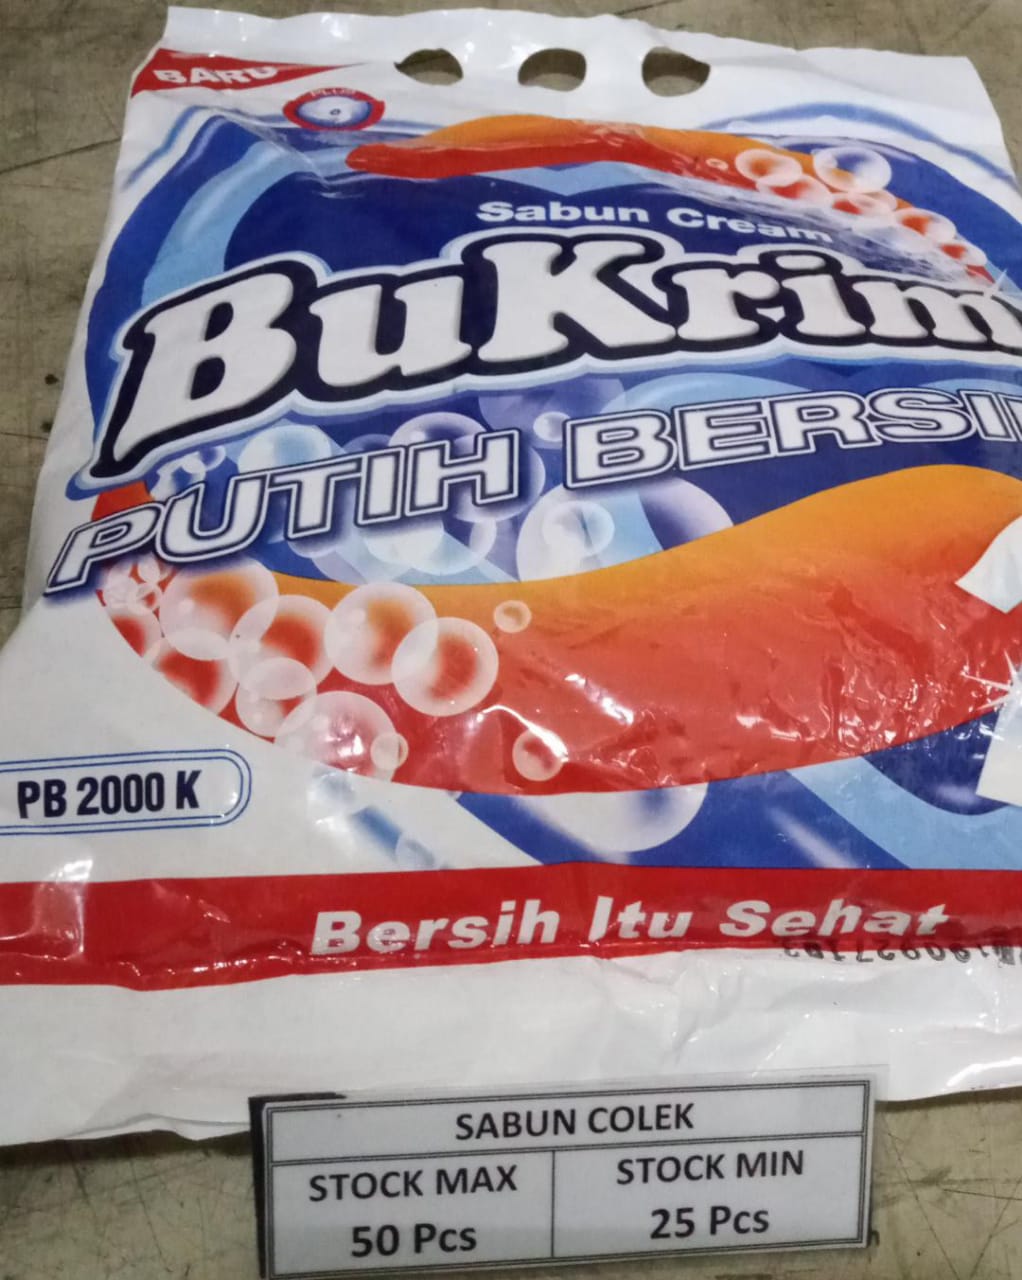 BARU
PLUS
Sabun Cream
BuKrim
PUTIH BERSI
PB 2000 K
Bersih Itu Sehat
SABUN COLEK
STOCK MAX
STOCK MIN
50 Pcs
25 Pcs